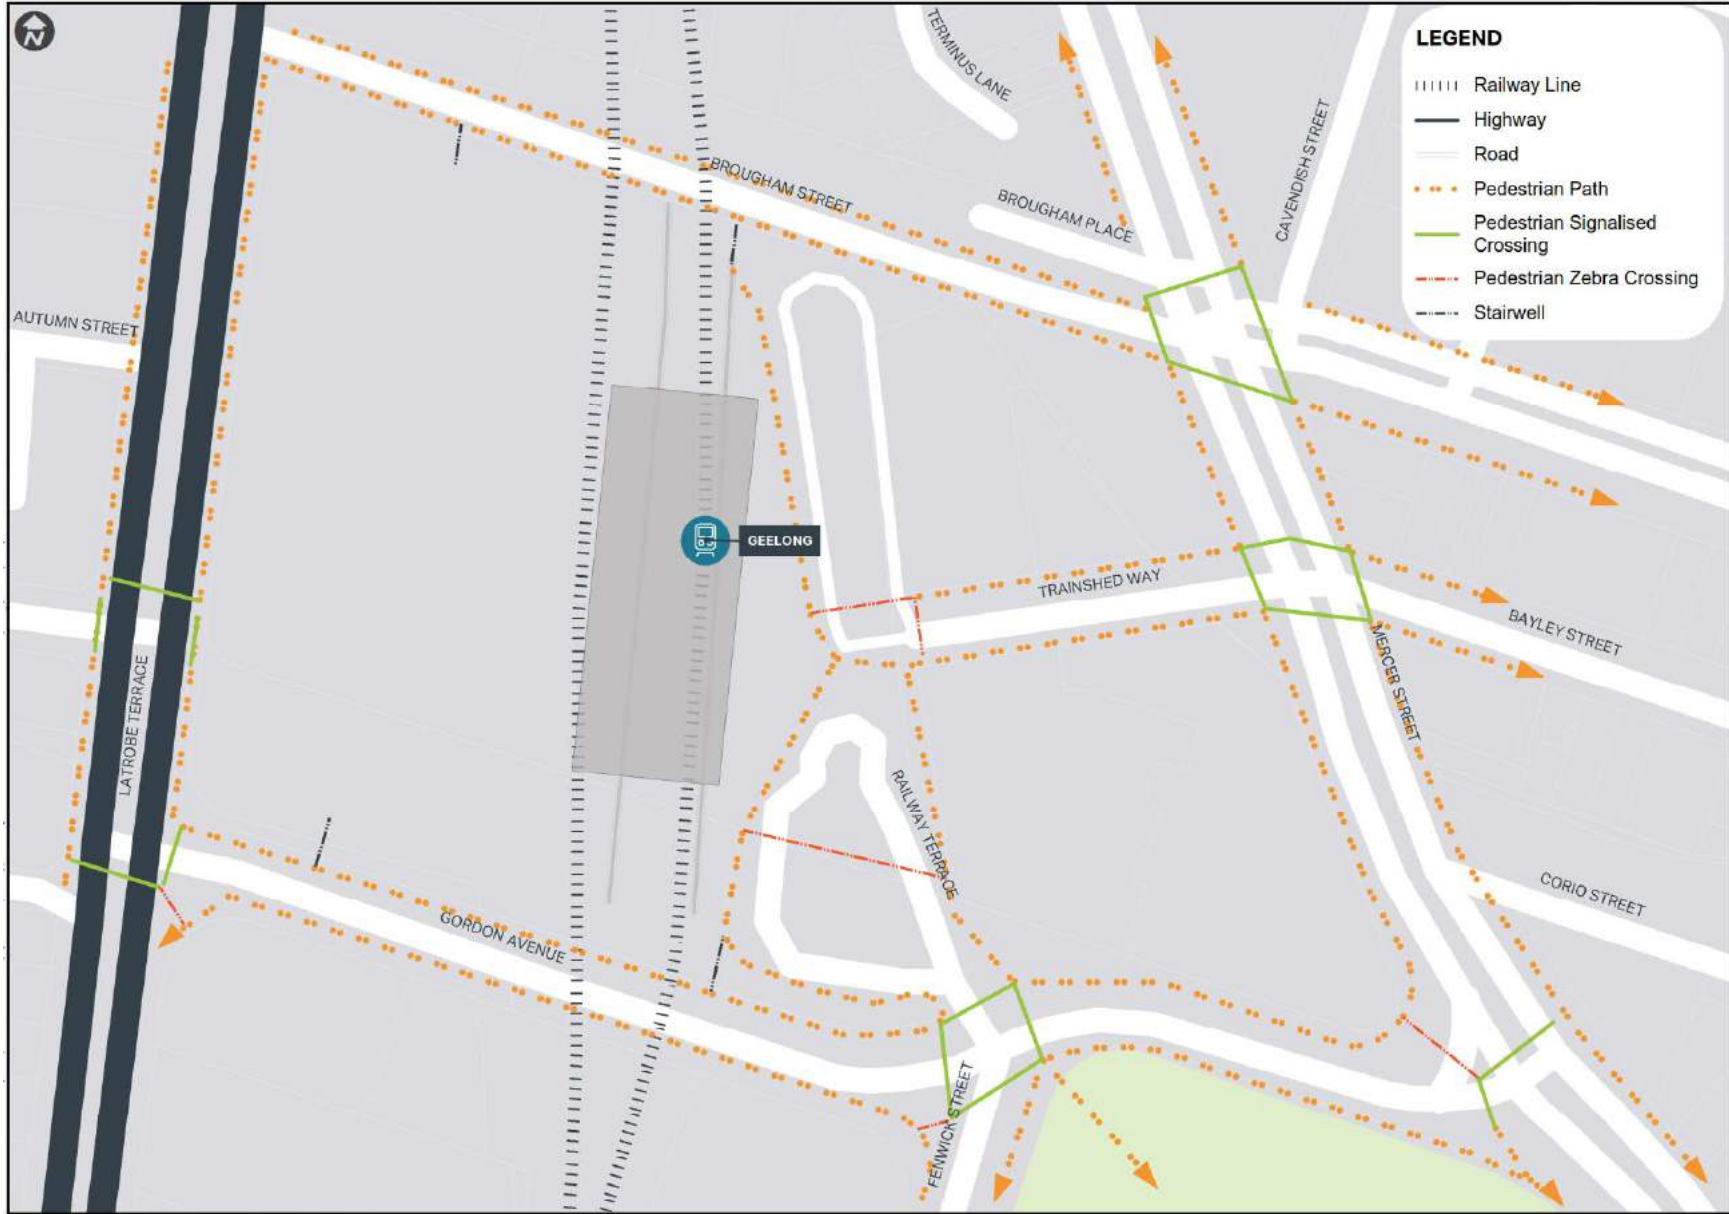 N
TERMINUS LANE
LEGEND
Railway Line
Highway
Road
Pedestrian Path
Pedestrian Signalised
Crossing
Pedestrian Zebra Crossing
Stairwell
CAVENDISH STREET
BROUGHAM STREET
BROUGHAM PLACE
AUTUMN STREET
GEELONG
TRAINSHED WAY
BAYLEY STREET
MERCER STREET
LATROBE TERRACE
RAILWAY TERRACE
CORIO STREET
GORDON AVENUE
FENWICK STREET